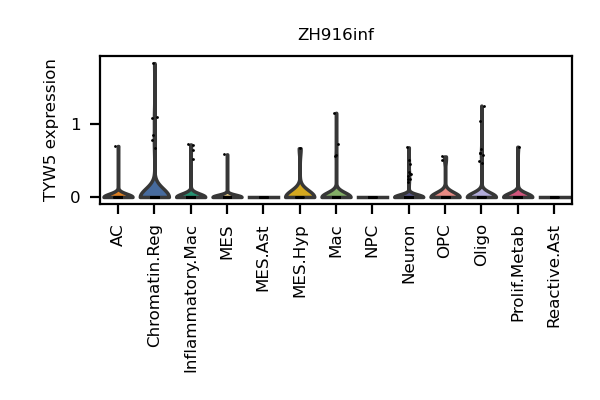 ZH916inf
TYW5 expression
1
0
AC
Chromatin.Reg
Inflammatory.Mac
MES
MES.Ast
MES.Hyp
Mac
NPC
Neuron
OPC
Oligo
Prolif.Metab
Reactive.Ast